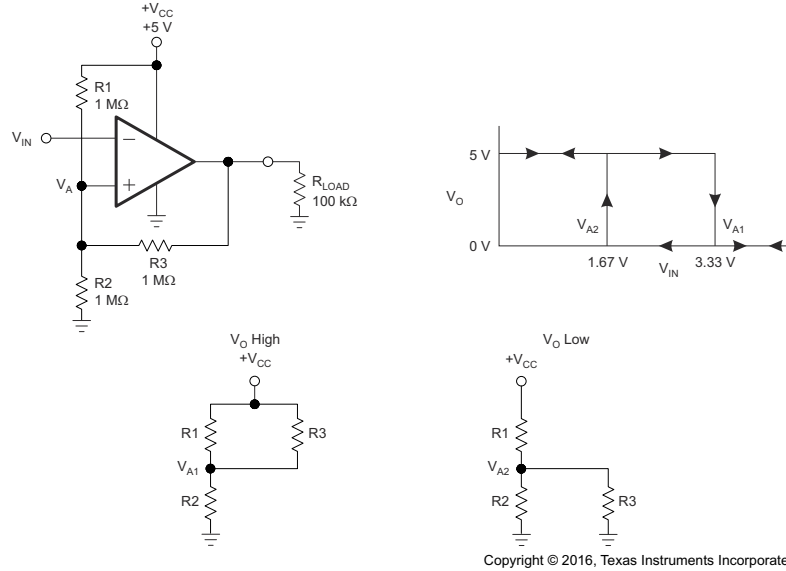 +VCC
+5 V
R1
1 MΩ
VIN
VA
RLOAD
100 kΩ
R3
1 MΩ
R2
1 MΩ
5 V
VO
VA2
VA1
0 V
1.67 V
VIN
3.33 V
VO High
+VCC
R1
R3
VA1
R2
VO Low
+VCC
R1
VA2
R2
R3
Copyright © 2016, Texas Instruments Incorporate